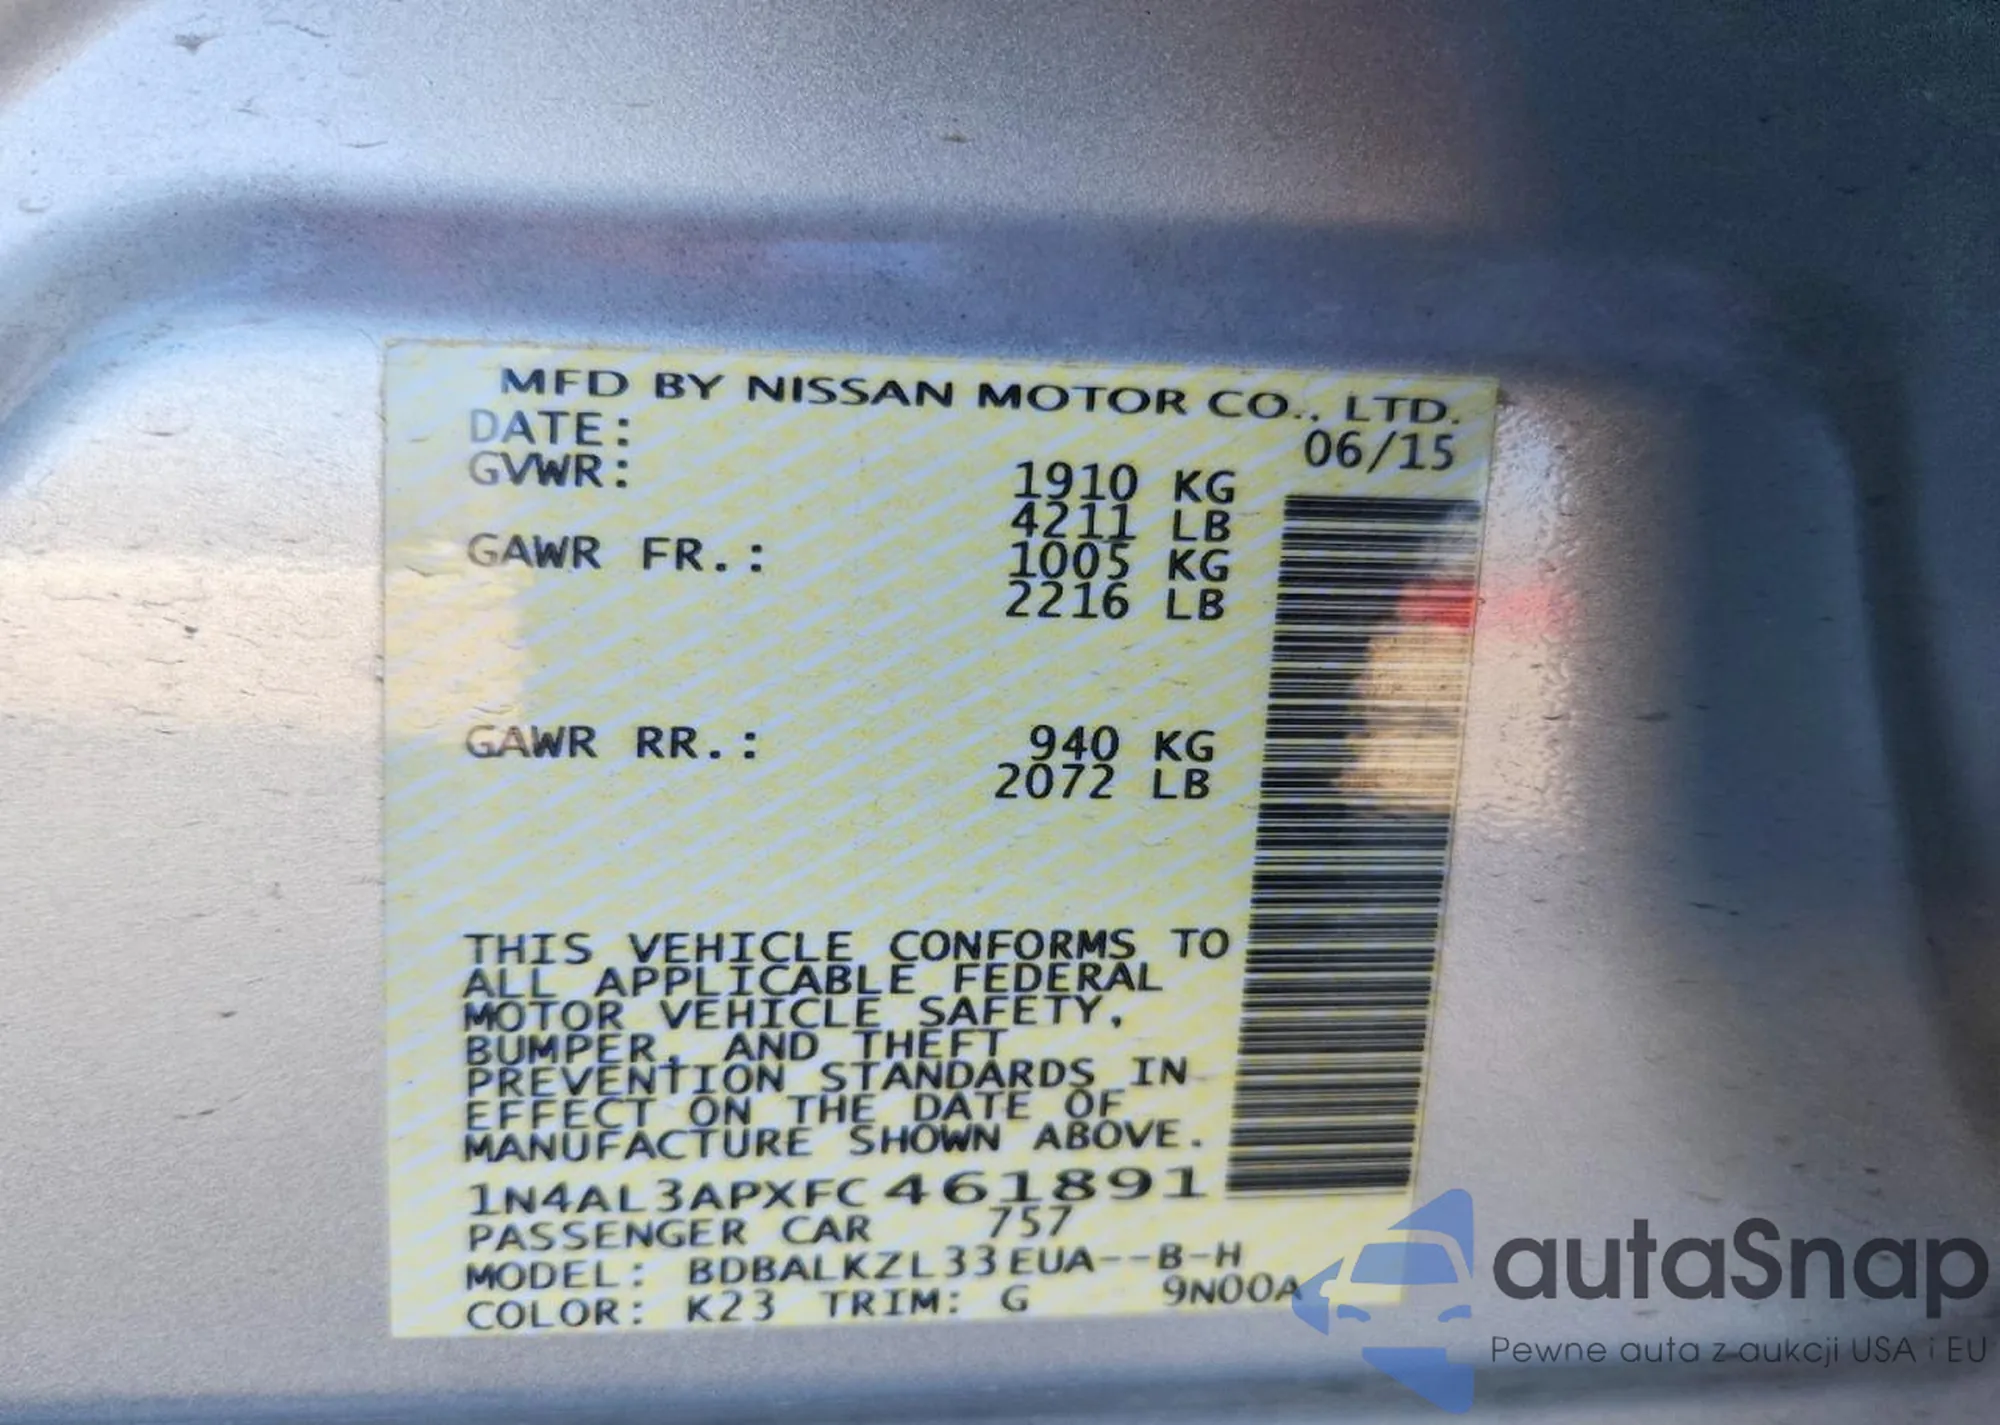 MFD BY NISSAN MOTOR CO., LTD.
DATE: 06/15
GVWR: 1910 KG
4211 LB
GAWR FR.: 1005 KG
2216 LB
GAWR RR.: 940 KG
2072 LB
THIS VEHICLE CONFORMS TO
ALL APPLICABLE FEDERAL
MOTOR VEHICLE SAFETY,
BUMPER, AND THEFT
PREVENTION STANDARDS IN
EFFECT ON THE DATE OF
MANUFACTURE SHOWN ABOVE.
1N4AL3APXFC461891
PASSENGER CAR 757
MODEL: BDBALKZL33EUA--B-H
COLOR: K23 TRIM: G 9N00A
autaSnap
Pewne auta z aukcji USA i EU